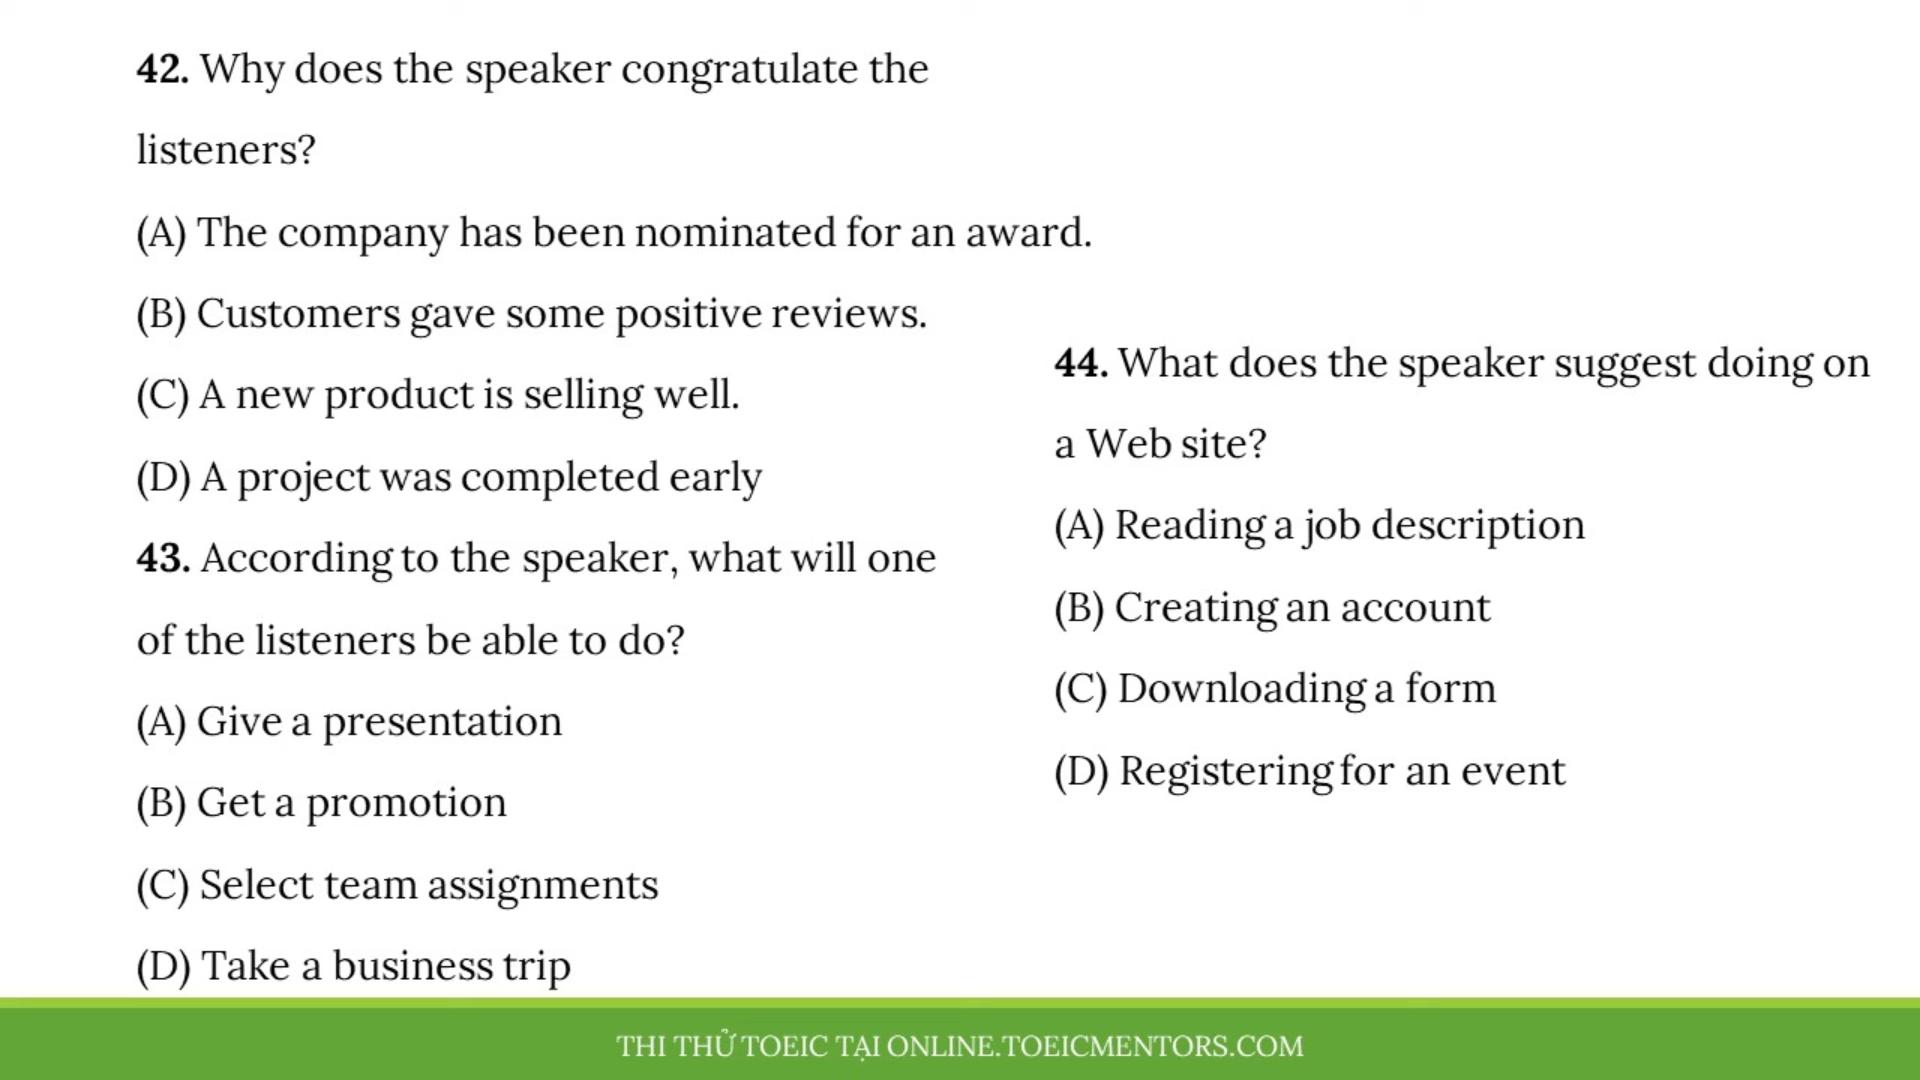 42. Why does the speaker congratulate the
listeners?
(A) The company has been nominated for an award.
(B) Customers gave some positive reviews.
(C) A new product is selling well.
(D) A project was completed early
43. According to the speaker, what will one
of the listeners be able to do?
(A) Give a presentation
(B) Get a promotion
(C) Select team assignments
(D) Take a business trip
44. What does the speaker suggest doing on
a Web site?
(A) Reading a job description
(B) Creating an account
(C) Downloading a form
(D) Registering for an event
THI THỬ TOEIC TẠI ONLINE.TOEICMENTORS.COM